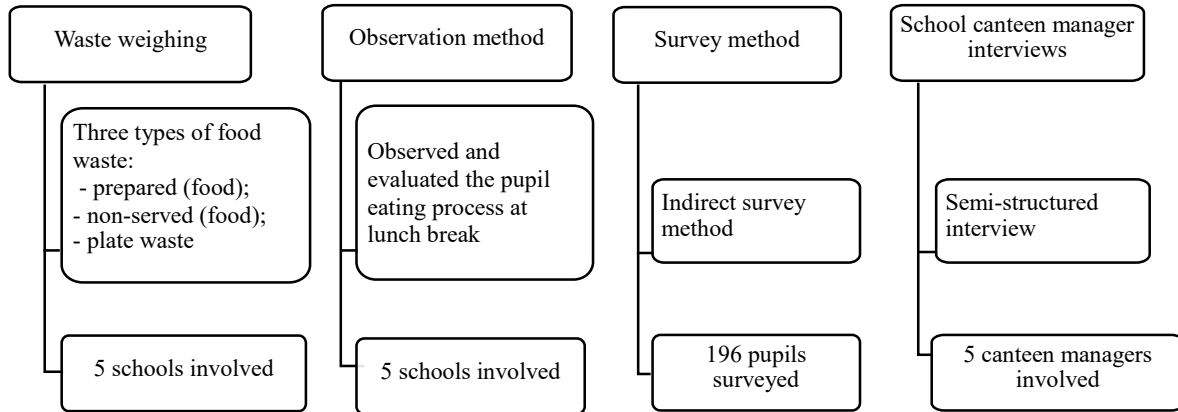 Waste weighing
Three types of food
waste:
- prepared (food);
- non-served (food);
- plate waste
5 schools involved
Observation method
Observed and
evaluated the pupil
eating process at
lunch break
5 schools involved
Survey method
Indirect survey
method
196 pupils
surveyed
School canteen manager
interviews
Semi-structured
interview
5 canteen managers
involved